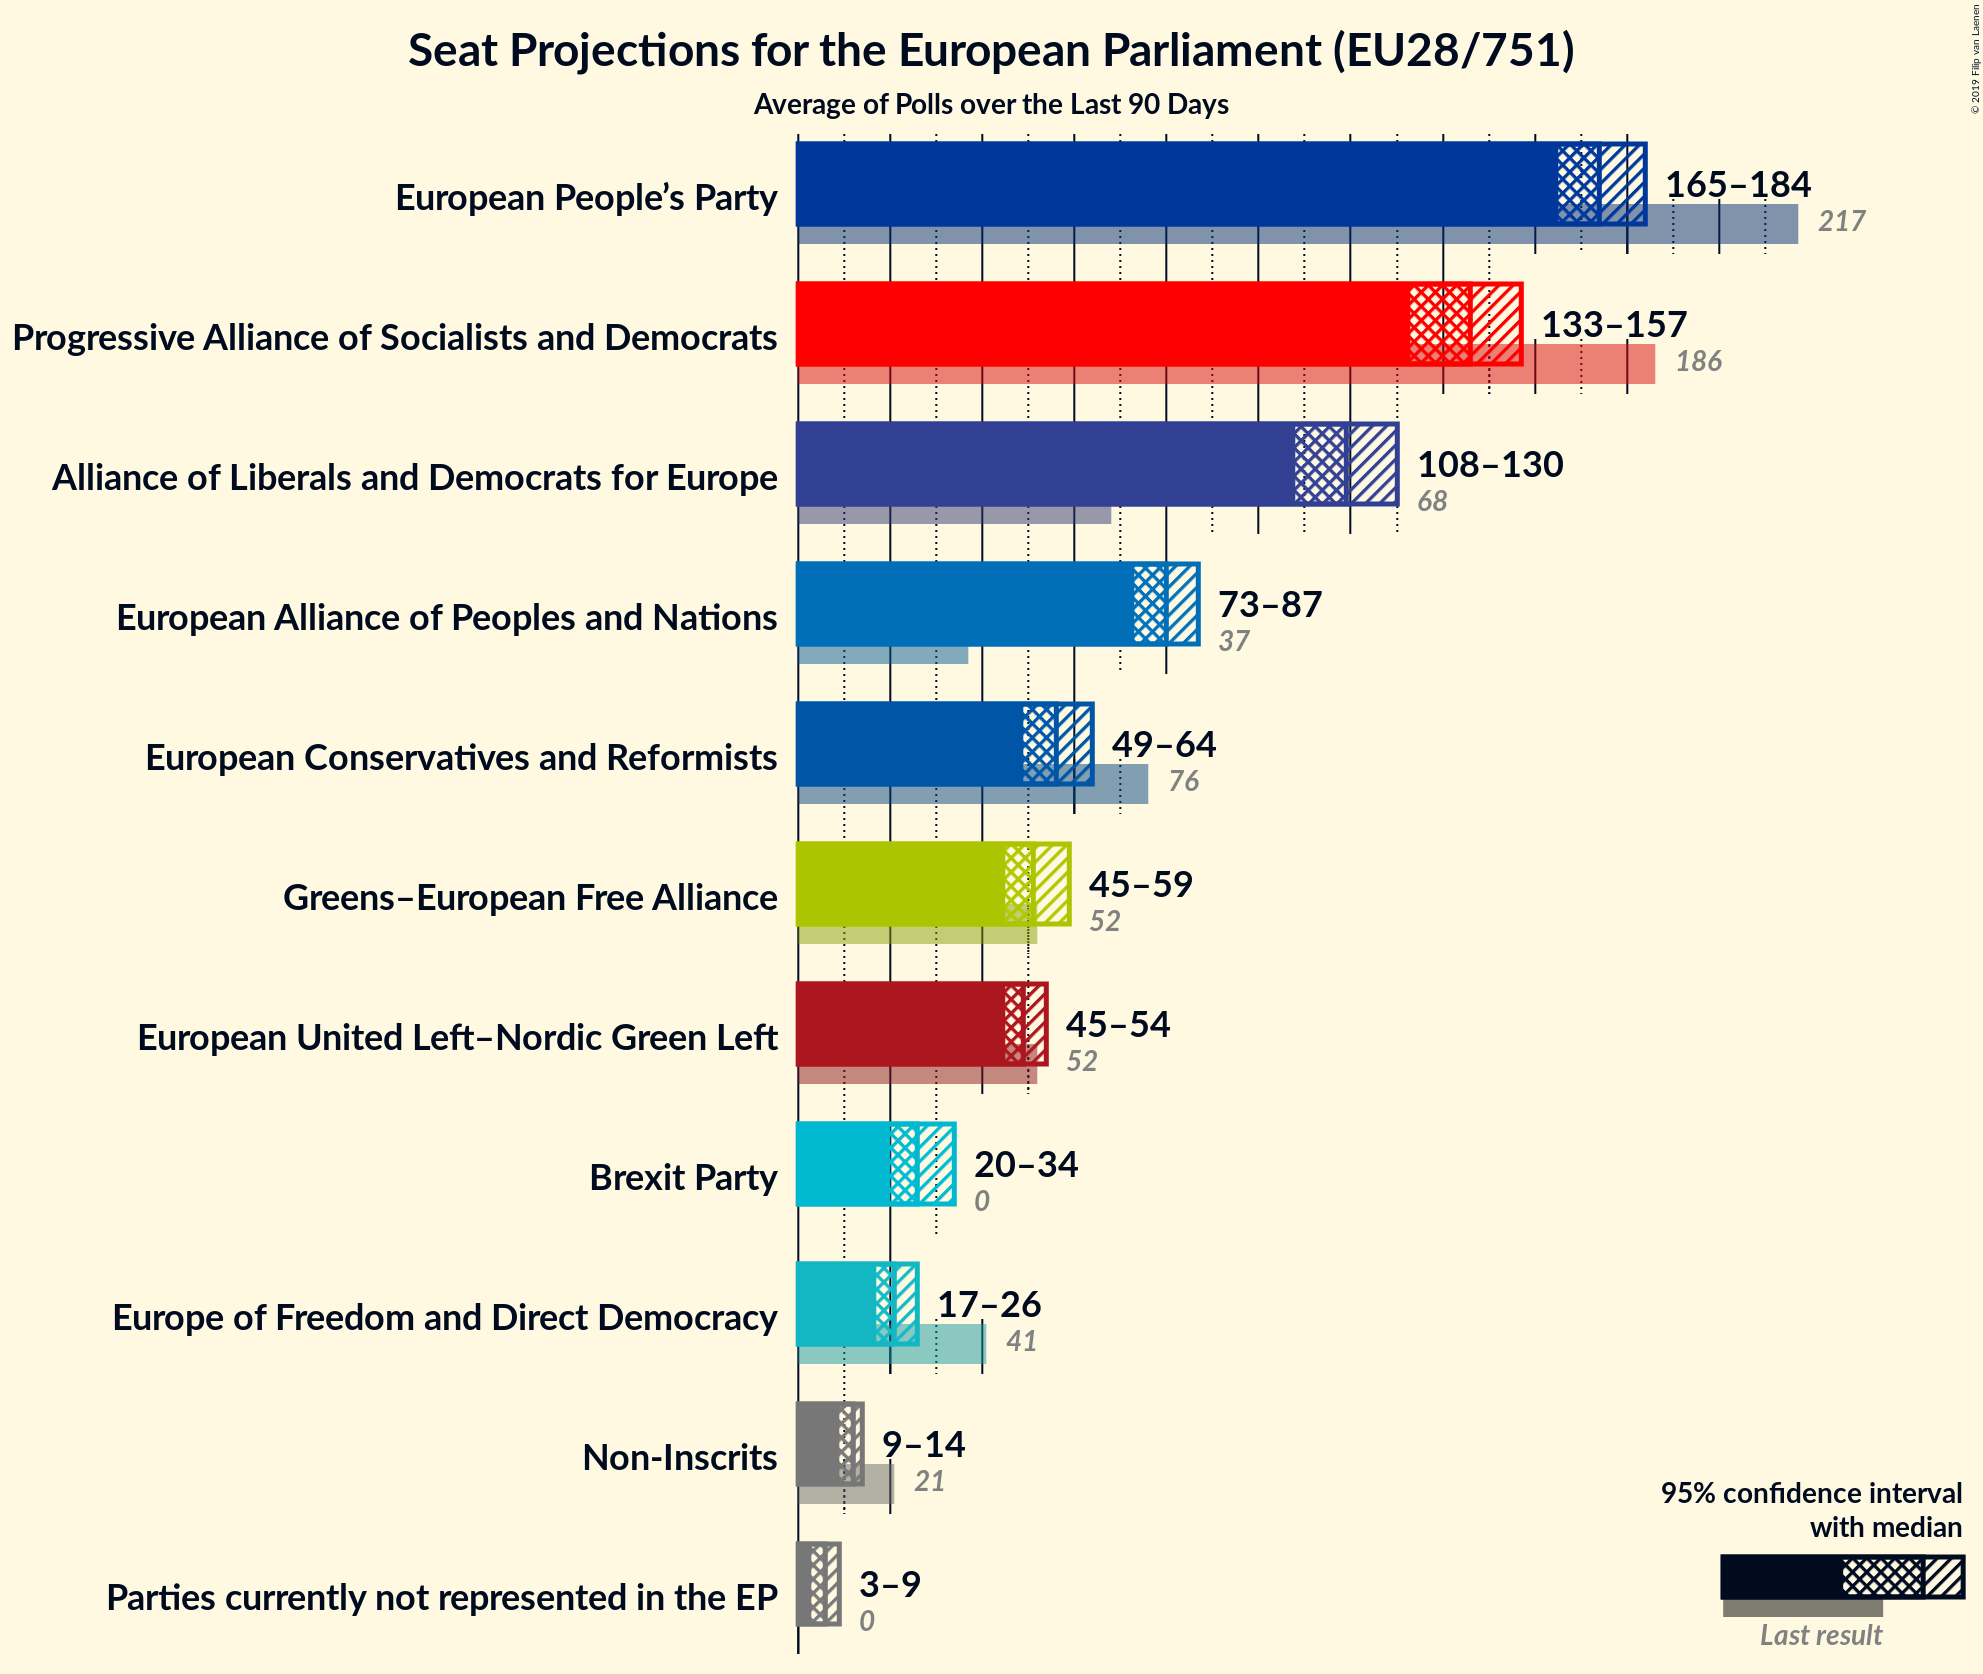 Seat Projections for the European Parliament (EU28/751)
Average of Polls over the Last 90 Days
© 2019 Filip van Laenen
European People’s Party
165–184
217
Progressive Alliance of Socialists and Democrats
133–157
186
Alliance of Liberals and Democrats for Europe
108–130
68
European Alliance of Peoples and Nations
73–87
37
European Conservatives and Reformists
49–64
76
Greens–European Free Alliance
45–59
52
European United Left–Nordic Green Left
45–54
52
Brexit Party
20–34
0
Europe of Freedom and Direct Democracy
17–26
41
Non-Inscrits
9–14
21
Parties currently not represented in the EP
3–9
0
95% confidence interval
with median
Last result